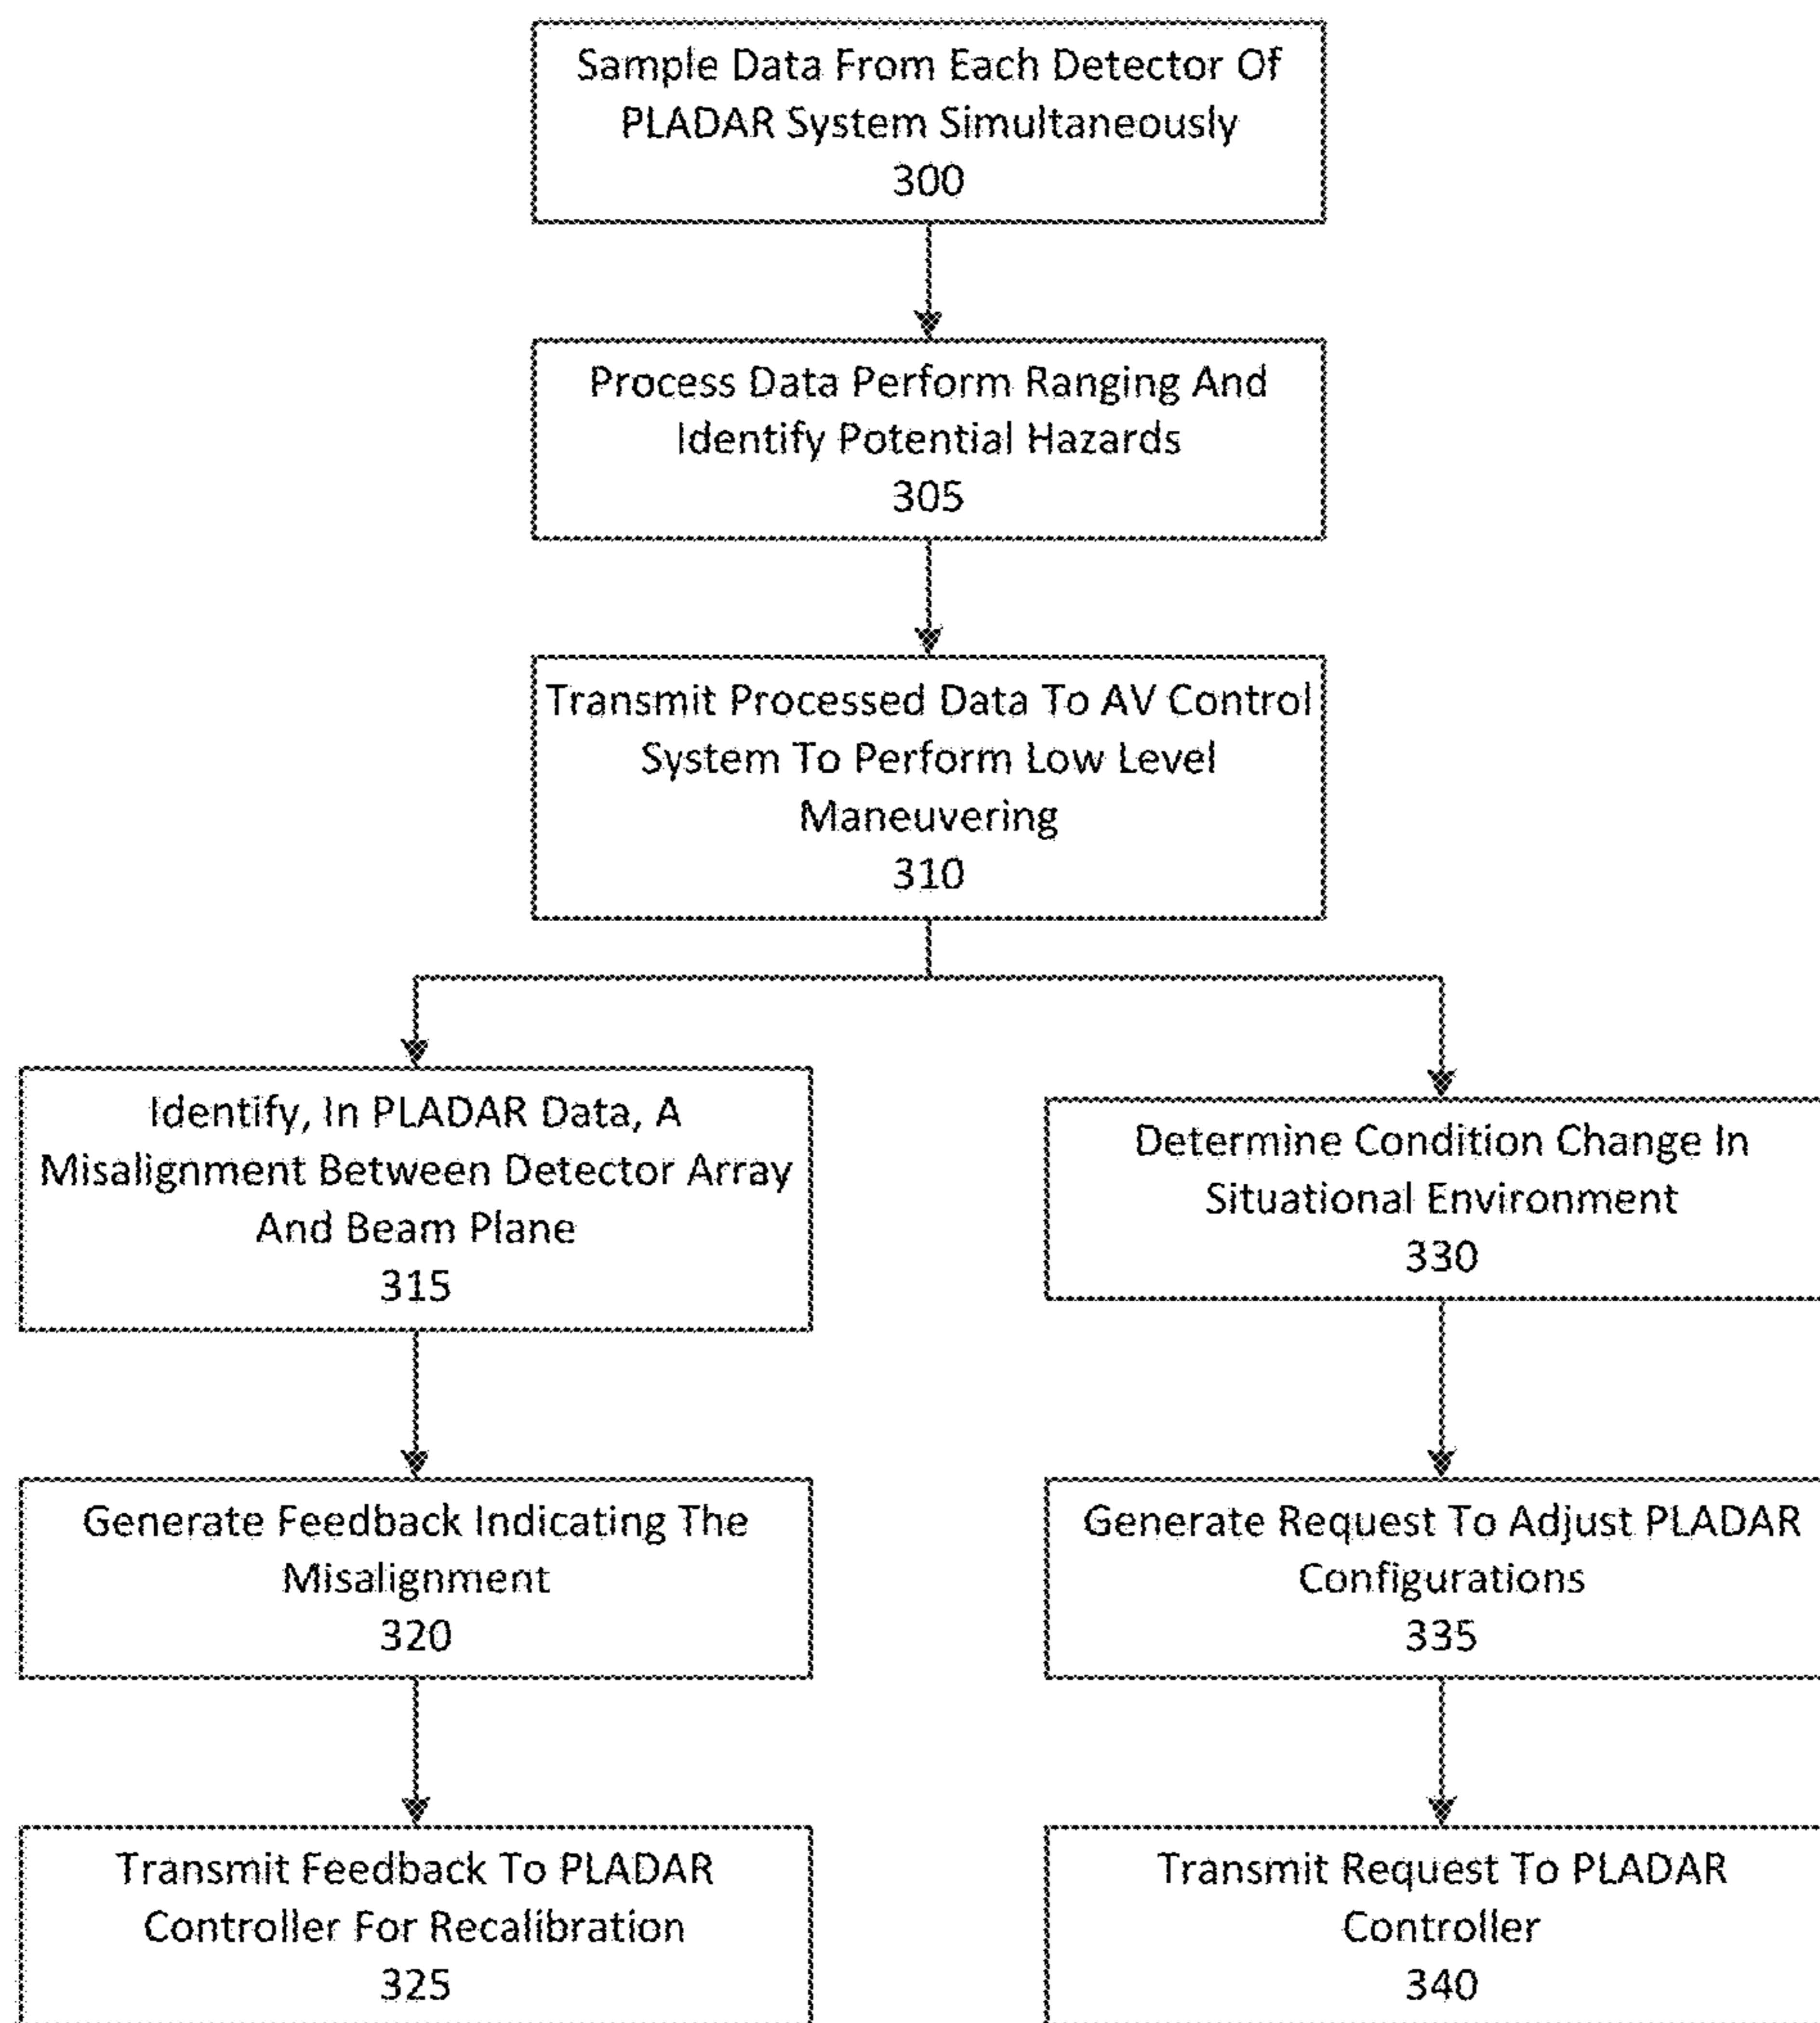 Sample Data From Each Detector Of
PLADAR System Simultaneously
300
Process Data Perform Ranging And
Identify Potential Hazards
305
Transmit Processed Data To AV Control
System To Perform Low Level
Maneuvering
310
Identify, In PLADAR Data, A
Misalignment Between Detector Array
And Beam Plane
315
Generate Feedback Indicating The
Misalignment
320
Transmit Feedback To PLADAR
Controller For Recalibration
325
Determine Condition Change In
Situational Environment
330
Generate Request To Adjust PLADAR
Configurations
335
Transmit Request To PLADAR
Controller
340